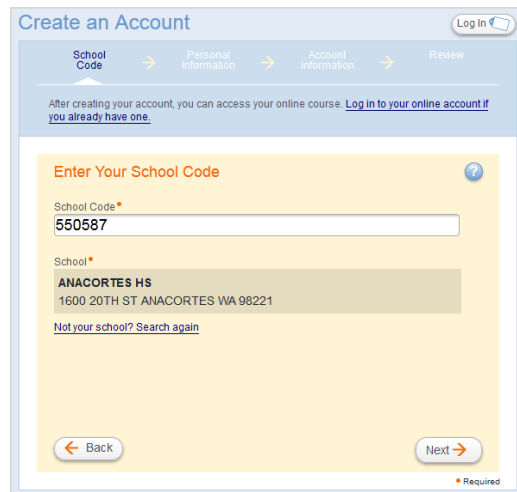 Create an Account
Log In
School Code
Personal Information
Account Information
Review
After creating your account, you can access your online course. Log in to your online account if
you already have one.
Enter Your School Code
?
School Code•
550587
School•
ANACORTES HS
1600 20TH ST ANACORTES WA 98221
Not your school? Search again
Back
Next
• Required